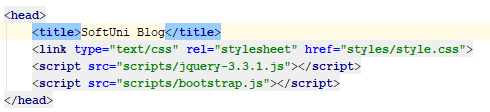 <head>
<title>SoftUni Blog</title>
<link type="text/css" rel="stylesheet" href="styles/style.css">
<script src="scripts/jquery-3.3.1.js"></script>
<script src="scripts/bootstrap.js"></script>
</head>